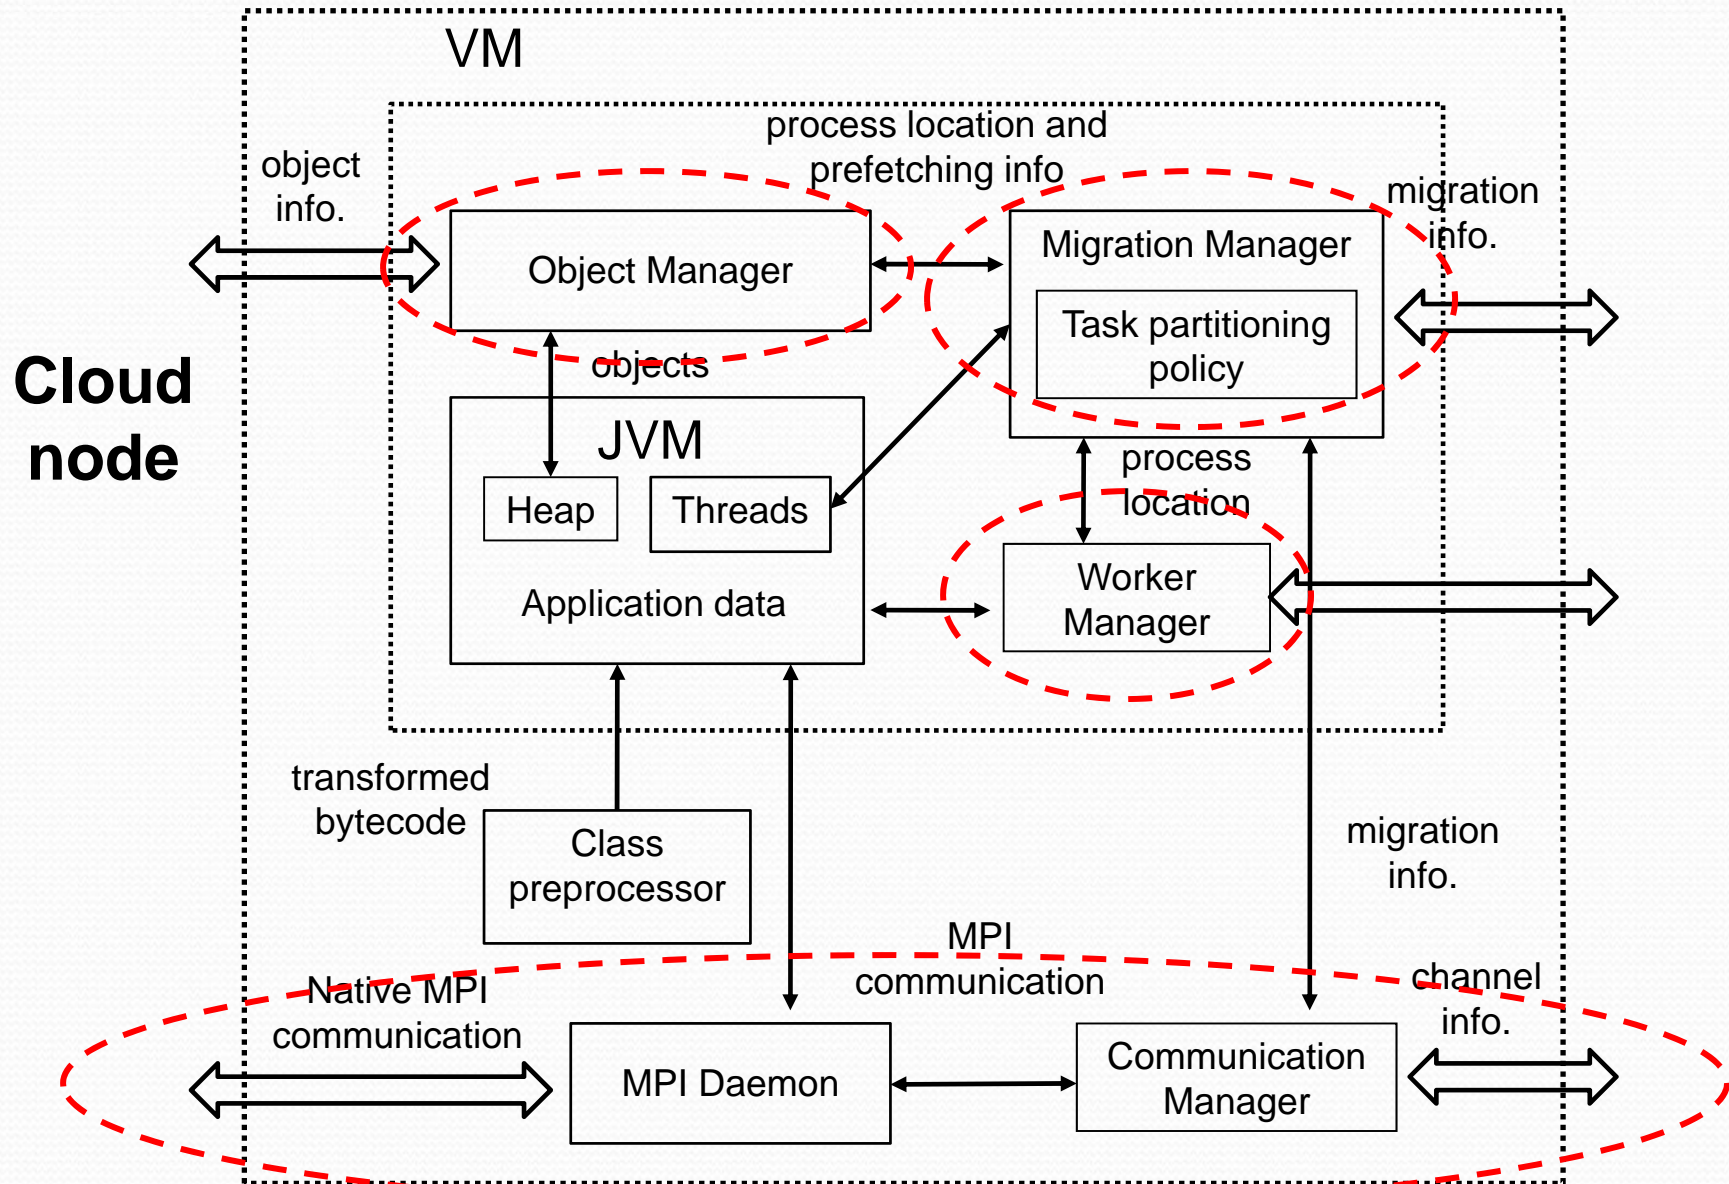 VM
process location and
prefetching info
object
info.
migration
info.
Object Manager
Migration Manager
Task partitioning
policy
objects
Cloud
node
JVM
Heap
Threads
Application data
process
location
Worker
Manager
transformed
bytecode
Class
preprocessor
migration
info.
MPI
communication
Native MPI
communication
channel
info.
MPI Daemon
Communication
Manager